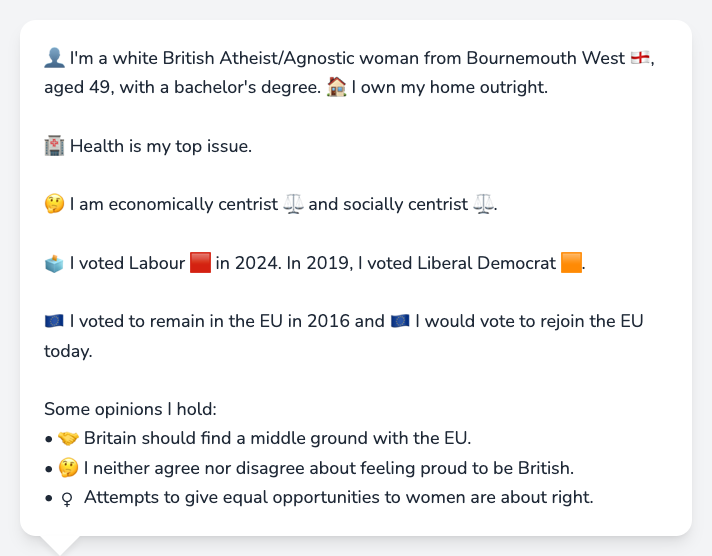 👤 I'm a white British Atheist/Agnostic woman from Bournemouth West 🏴󠁧󠁢󠁥󠁮󠁧󠁿,
aged 49, with a bachelor's degree. 🏠 I own my home outright.
🏥 Health is my top issue.
🤔 I am economically centrist ⚖️ and socially centrist ⚖️.
🗳️ I voted Labour 🟥 in 2024. In 2019, I voted Liberal Democrat 🟧.
🇪🇺 I voted to remain in the EU in 2016 and 🇪🇺 I would vote to rejoin the EU
today.
Some opinions I hold:
• 🤝 Britain should find a middle ground with the EU.
• 🤔 I neither agree nor disagree about feeling proud to be British.
• ♀ Attempts to give equal opportunities to women are about right.